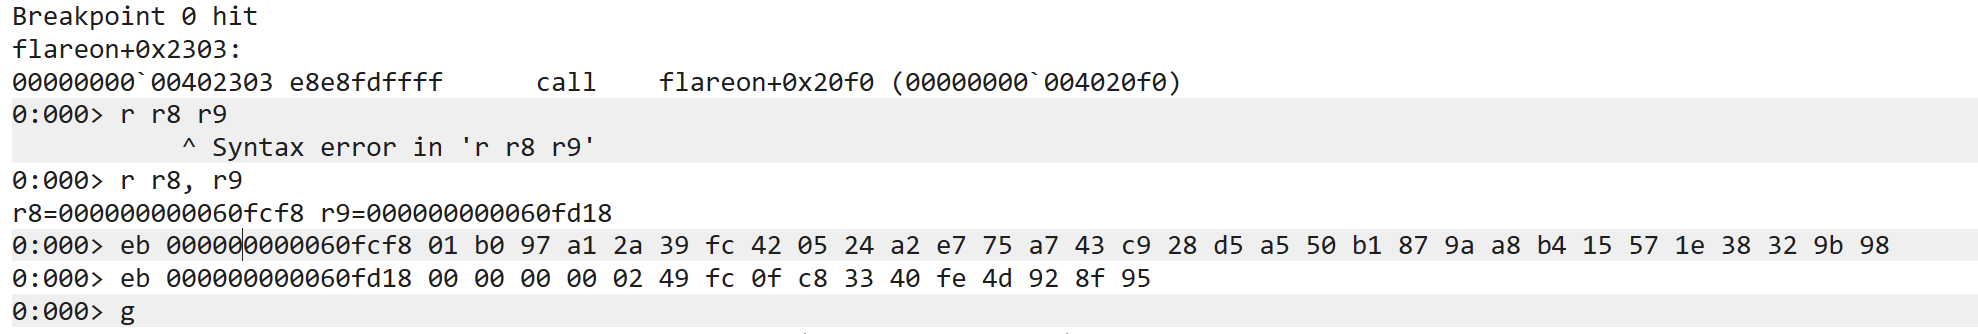 Breakpoint 0 hit
flareon+0x2303:
00000000`00402303 e8e8fdffff      call    flareon+0x20f0 (00000000`004020f0)
0:000> r r8 r9
           ^ Syntax error in 'r r8 r9'
0:000> r r8, r9
r8=000000000060fcf8 r9=000000000060fd18
0:000> eb 000000000060fcf8 01 b0 97 a1 2a 39 fc 42 05 24 a2 e7 75 a7 43 c9 28 d5 a5 50 b1 87 9a a8 b4 15 57 1e 38 32 9b 98
0:000> eb 000000000060fd18 00 00 00 00 02 49 fc 0f c8 33 40 fe 4d 92 8f 95
0:000> g